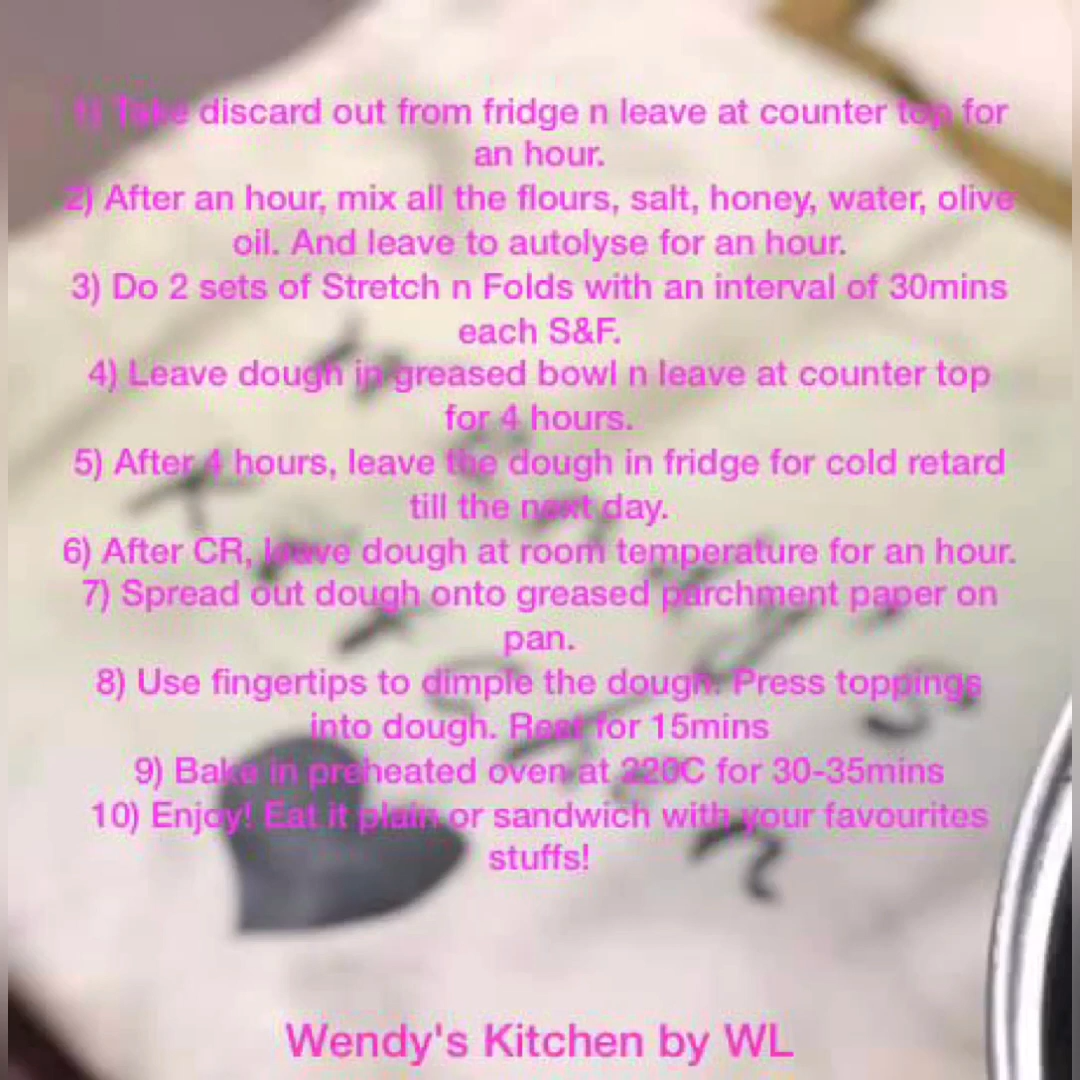 1) Take discard out from fridge n leave at counter top for
an hour.
2) After an hour, mix all the flours, salt, honey, water, olive
oil. And leave to autolyse for an hour.
3) Do 2 sets of Stretch n Folds with an interval of 30mins
each S&F.
4) Leave dough in greased bowl n leave at counter top
for 4 hours.
5) After 4 hours, leave the dough in fridge for cold retard
till the next day.
6) After CR, leave dough at room temperature for an hour.
7) Spread out dough onto greased parchment paper on
pan.
8) Use fingertips to dimple the dough. Press toppings
into dough. Rest for 15mins
9) Bake in preheated oven at 220C for 30-35mins
10) Enjoy! Eat it plain or sandwich with your favourites
stuffs!
Wendy's Kitchen by WL